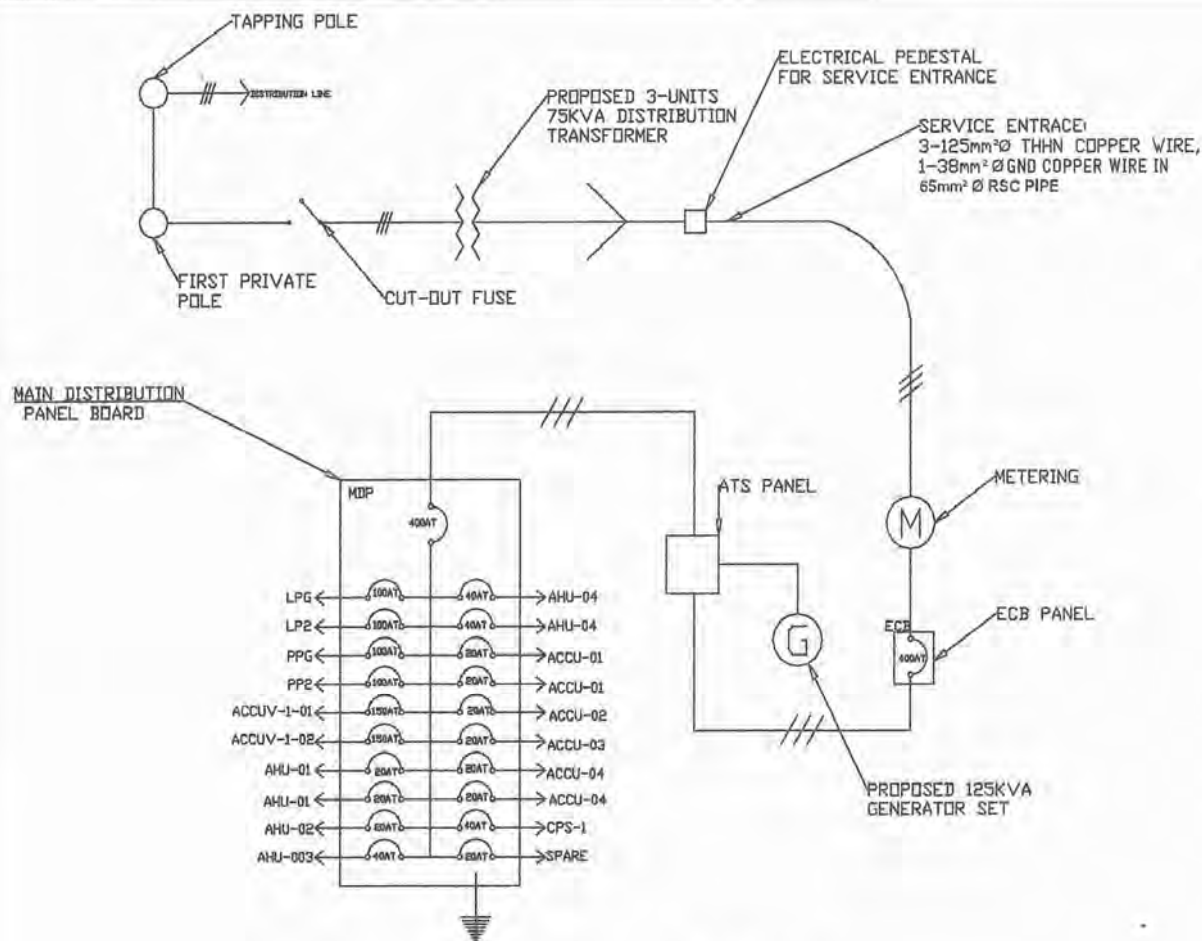 TAPPING POLE
DISTRIBUTION LINE
ELECTRICAL PEDESTAL
FOR SERVICE ENTRANCE
PROPOSED 3-UNITS
75KVA DISTRIBUTION
TRANSFORMER
SERVICE ENTRACE:
3-125mm²Ø THHN COPPER WIRE,
1-38mm² Ø GND COPPER WIRE IN
65mm² Ø RSC PIPE
FIRST PRIVATE
POLE
CUT-OUT FUSE
MAIN DISTRIBUTION
PANEL BOARD
MDP
400AT
ATS PANEL
METERING
M
ECB PANEL
ECB
400AT
G
PROPOSED 125KVA
GENERATOR SET
LPG 100AT 40AT AHU-04
LP2 100AT 40AT AHU-04
PPG 100AT 20AT ACCU-01
PP2 100AT 20AT ACCU-01
ACCUV-1-01 150AT 20AT ACCU-02
ACCUV-1-02 150AT 20AT ACCU-03
AHU-01 20AT 20AT ACCU-04
AHU-01 20AT 20AT ACCU-04
AHU-02 20AT 40AT CPS-1
AHU-003 40AT 20AT SPARE